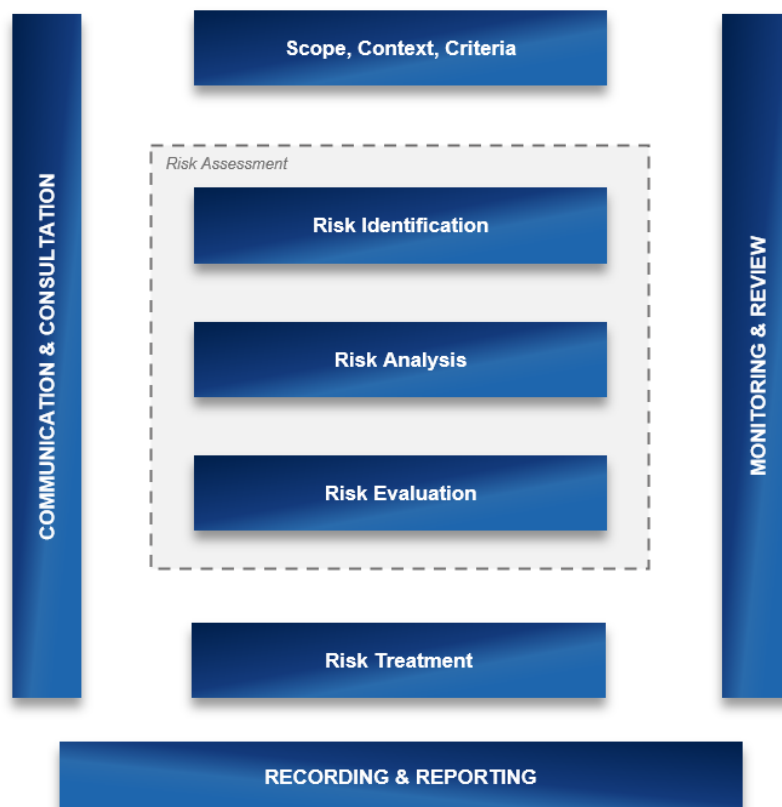 Scope, Context, Criteria
Risk Assessment
Risk Identification
Risk Analysis
Risk Evaluation
Risk Treatment
COMMUNICATION & CONSULTATION
MONITORING & REVIEW
RECORDING & REPORTING